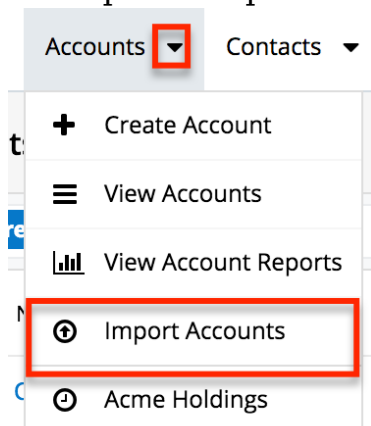 Accounts Contacts
Create Account
View Accounts
View Account Reports
Import Accounts
Acme Holdings